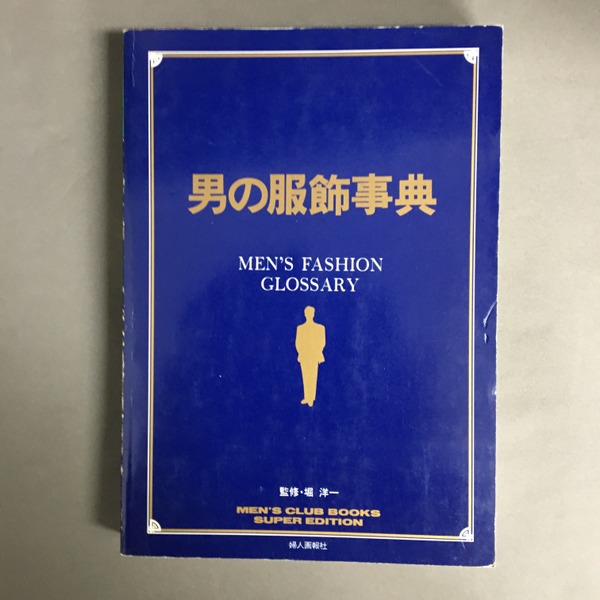 男の服飾事典
MEN'S FASHION
GLOSSARY
監修・堀 洋一
MEN'S CLUB BOOKS
SUPER EDITION
婦人画報社